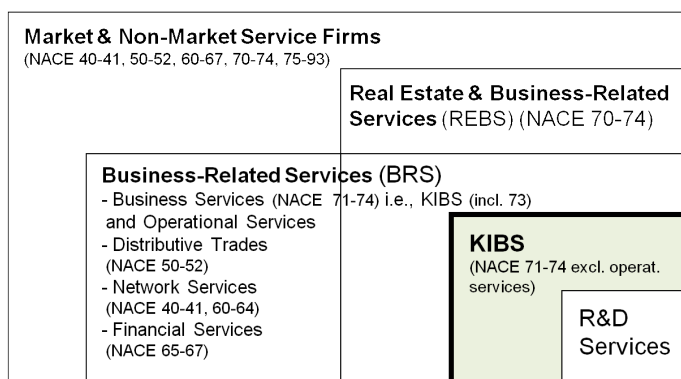 Market & Non-Market Service Firms
(NACE 40-41, 50-52, 60-67, 70-74, 75-93)
Real Estate & Business-Related
Services (REBS) (NACE 70-74)
Business-Related Services (BRS)
- Business Services (NACE 71-74) i.e., KIBS (incl. 73)
and Operational Services
- Distributive Trades
(NACE 50-52)
- Network Services
(NACE 40-41, 60-64)
- Financial Services
(NACE 65-67)
KIBS
(NACE 71-74 excl. operat.
services)
R&D
Services